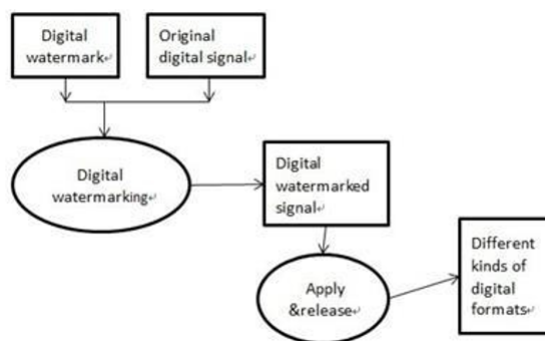 Digital
watermark
Original
digital signal
Digital
watermarking
Digital
watermarked
signal
Apply
&release
Different
kinds of
digital
formats